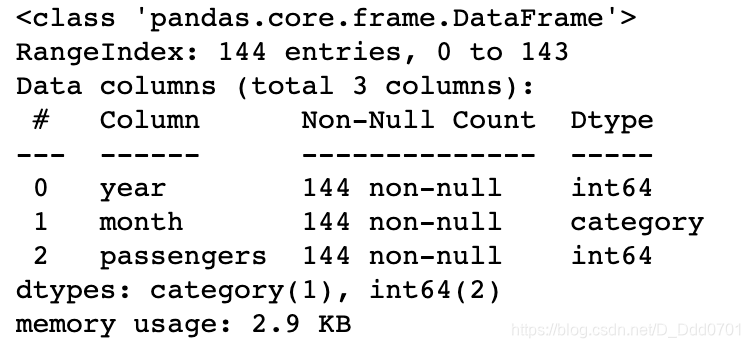 <class 'pandas.core.frame.DataFrame'>
RangeIndex: 144 entries, 0 to 143
Data columns (total 3 columns):
 #   Column      Non-Null Count  Dtype
---  ------      --------------  -----
 0   year        144 non-null    int64
 1   month       144 non-null    category
 2   passengers  144 non-null    int64
dtypes: category(1), int64(2)
memory usage: 2.9 KB
https://blog.csdn.net/D_Ddd0701